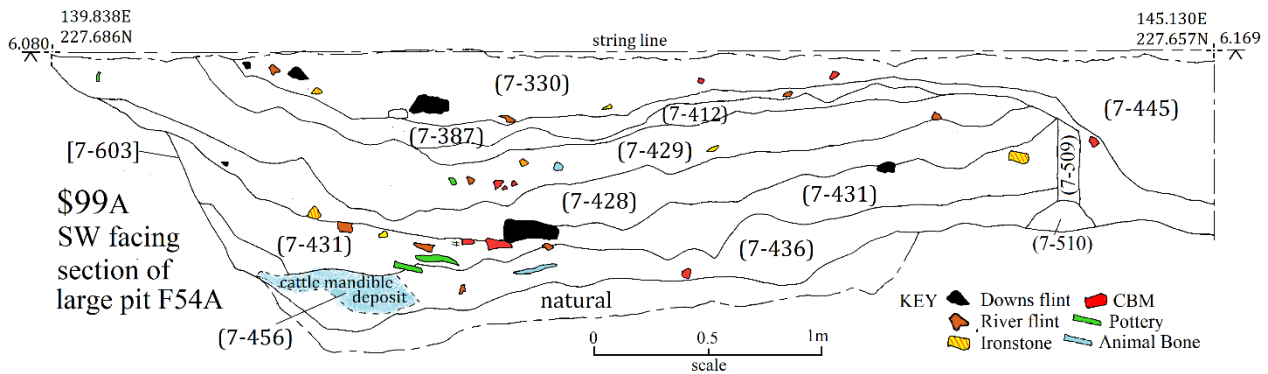 139.838E
227.686N
6.080
string line
145.130E
227.657N
6.169
(7-330)
(7-445)
(7-412)
(7-387)
[7-603]
(7-429)
(7-509)
(7-428)
(7-431)
$99A
SW facing
section of
large pit F54A
(7-431)
(7-436)
(7-510)
cattle mandible
deposit
natural
(7-456)
0
0.5
1m
scale
KEY
Downs flint
CBM
River flint
Pottery
Ironstone
Animal Bone